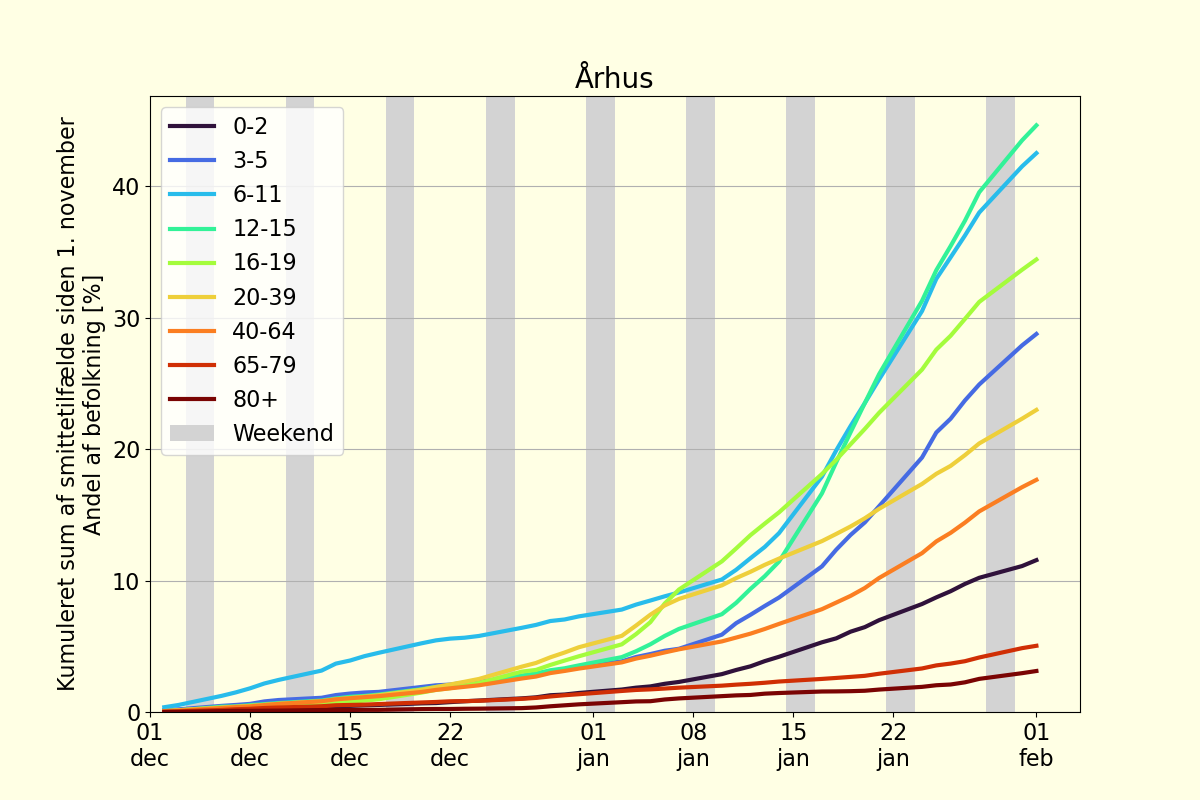 Århus
Kumuleret sum af smittetilfælde siden 1. november
Andel af befolkning [%]
0-2
3-5
6-11
12-15
16-19
20-39
40-64
65-79
80+
Weekend
40
30
20
10
0
01 08 15 22 01 08 15 22 01
dec dec dec dec jan jan jan jan feb